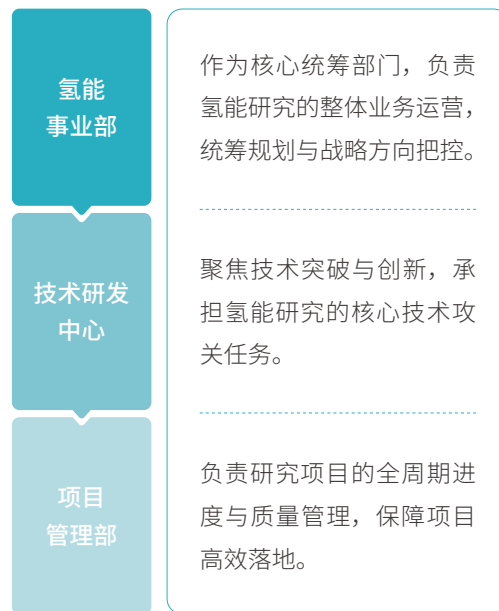 氢能
事业部
作为核心统筹部门，负责
氢能研究的整体业务运营，
统筹规划与战略方向把控。
技术研发
中心
聚焦技术突破与创新，承
担氢能研究的核心技术攻
关任务。
项目
管理部
负责研究项目的全周期进
度与质量管理，保障项目
高效落地。